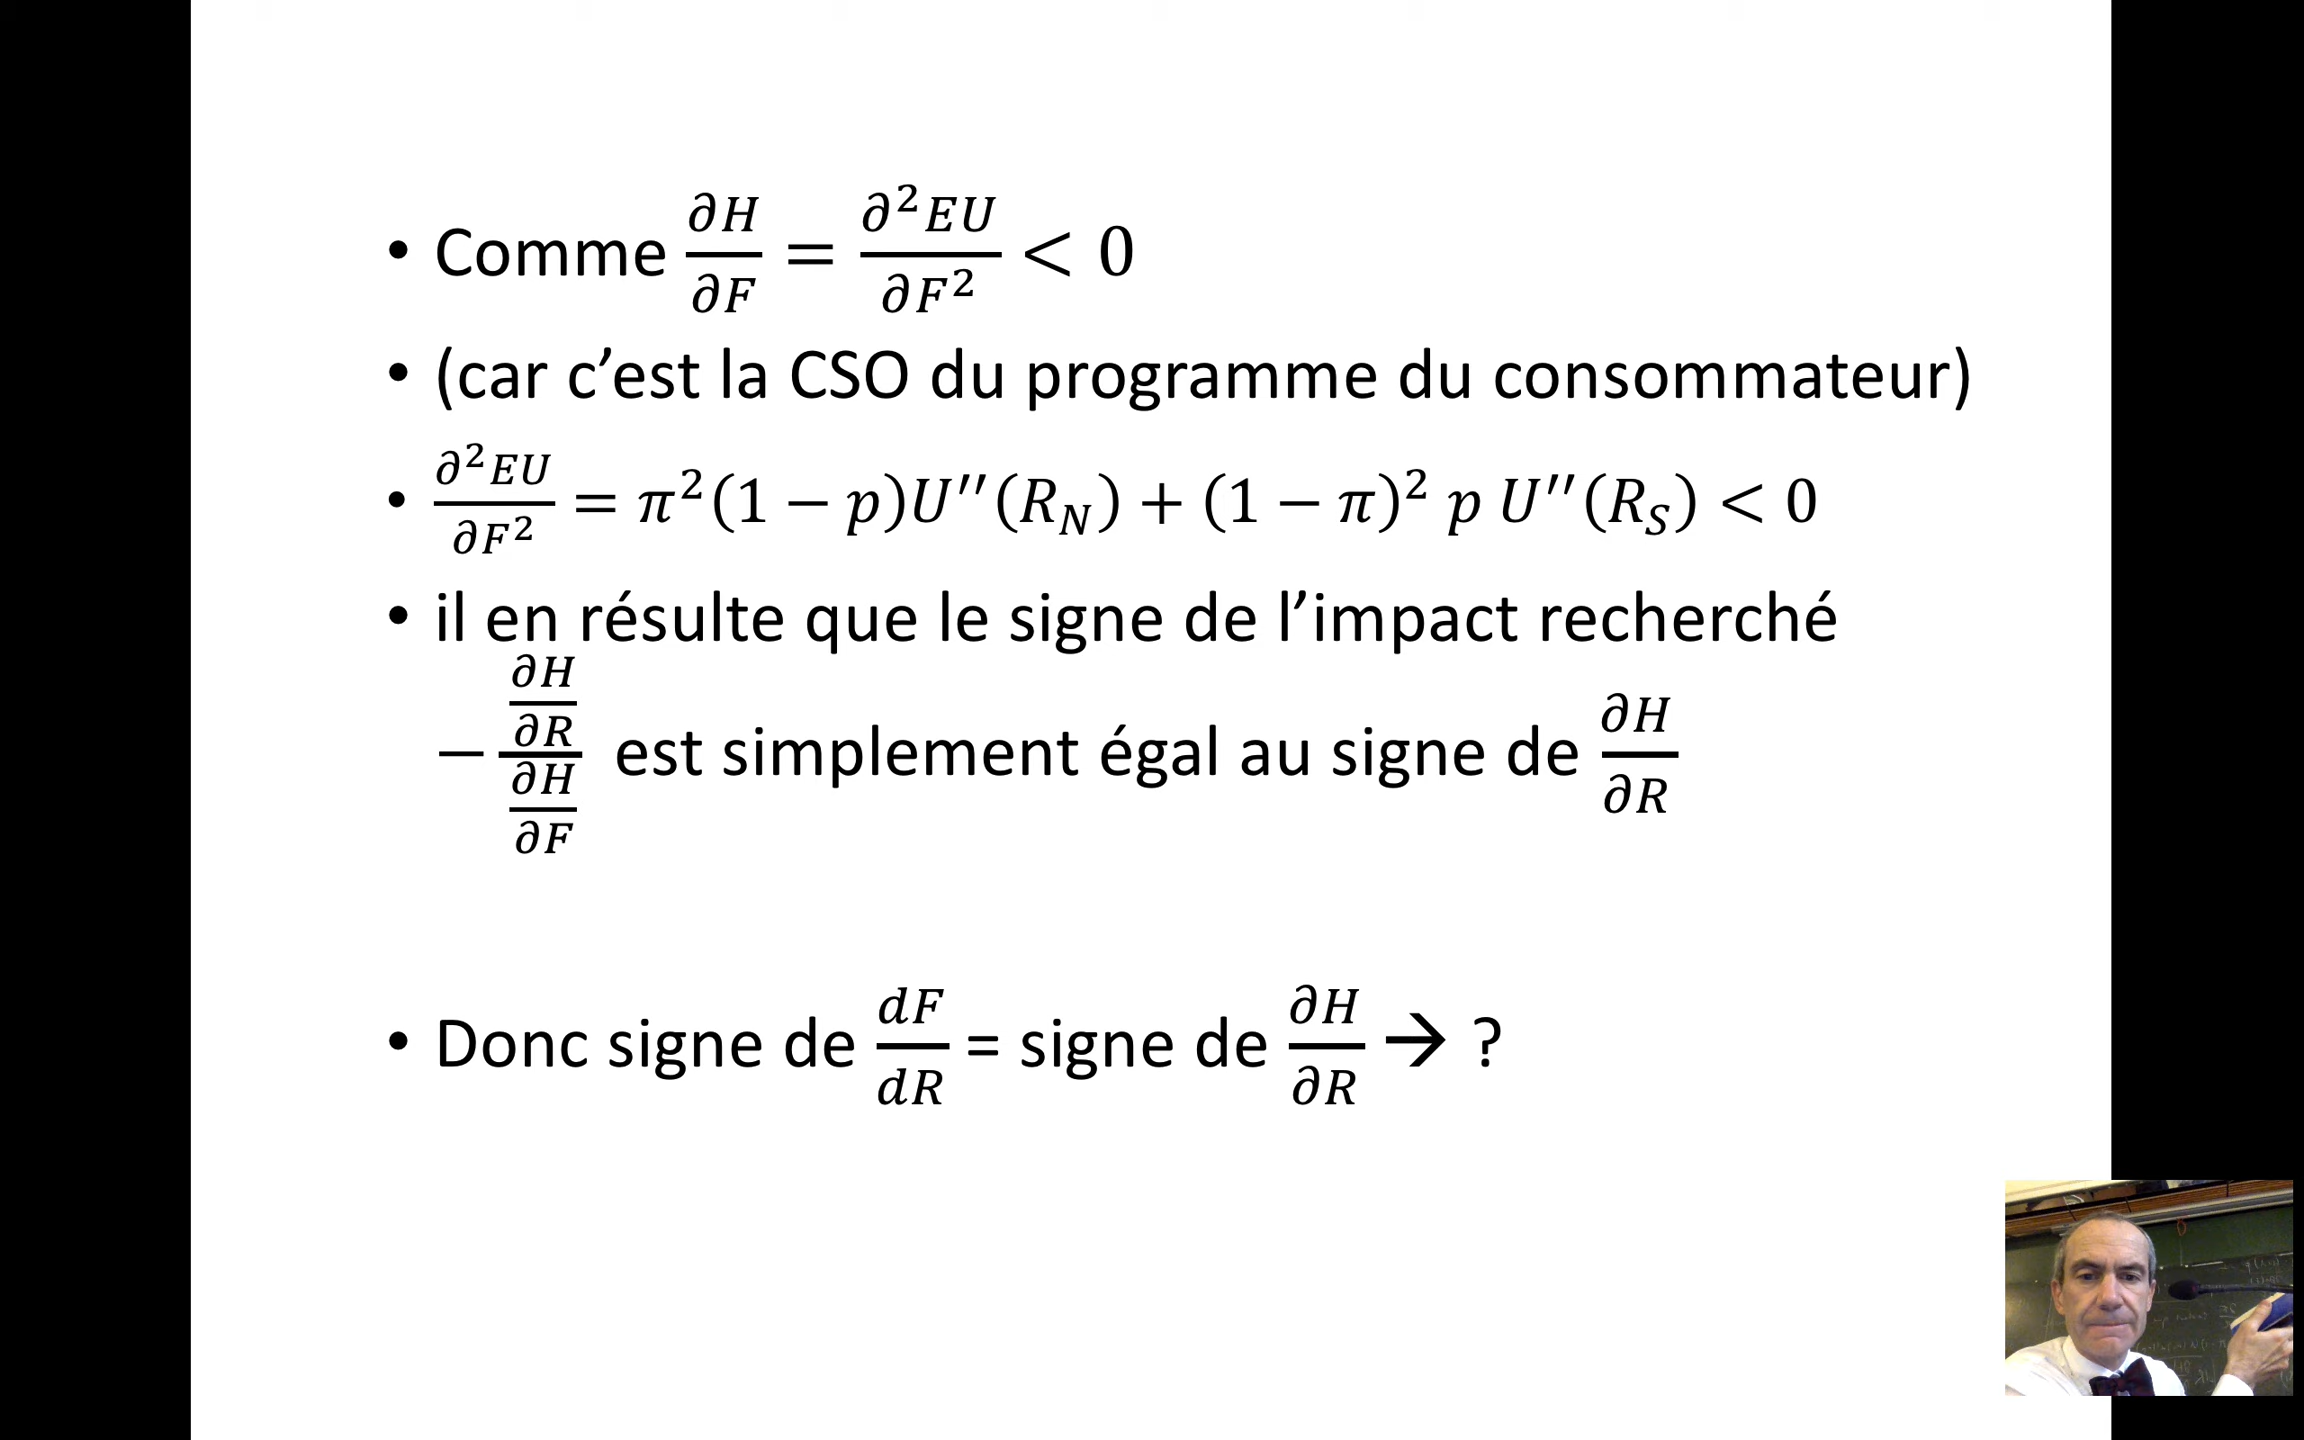 • Comme ∂H/∂F = ∂²EU/∂F² < 0
• (car c’est la CSO du programme du consommateur)
• ∂²EU/∂F² = π²(1 − p)U′′(R_N) + (1 − π)² p U′′(R_S) < 0
• il en résulte que le signe de l’impact recherché
− (∂H/∂R)/(∂H/∂F) est simplement égal au signe de ∂H/∂R
• Donc signe de dF/dR = signe de ∂H/∂R → ?